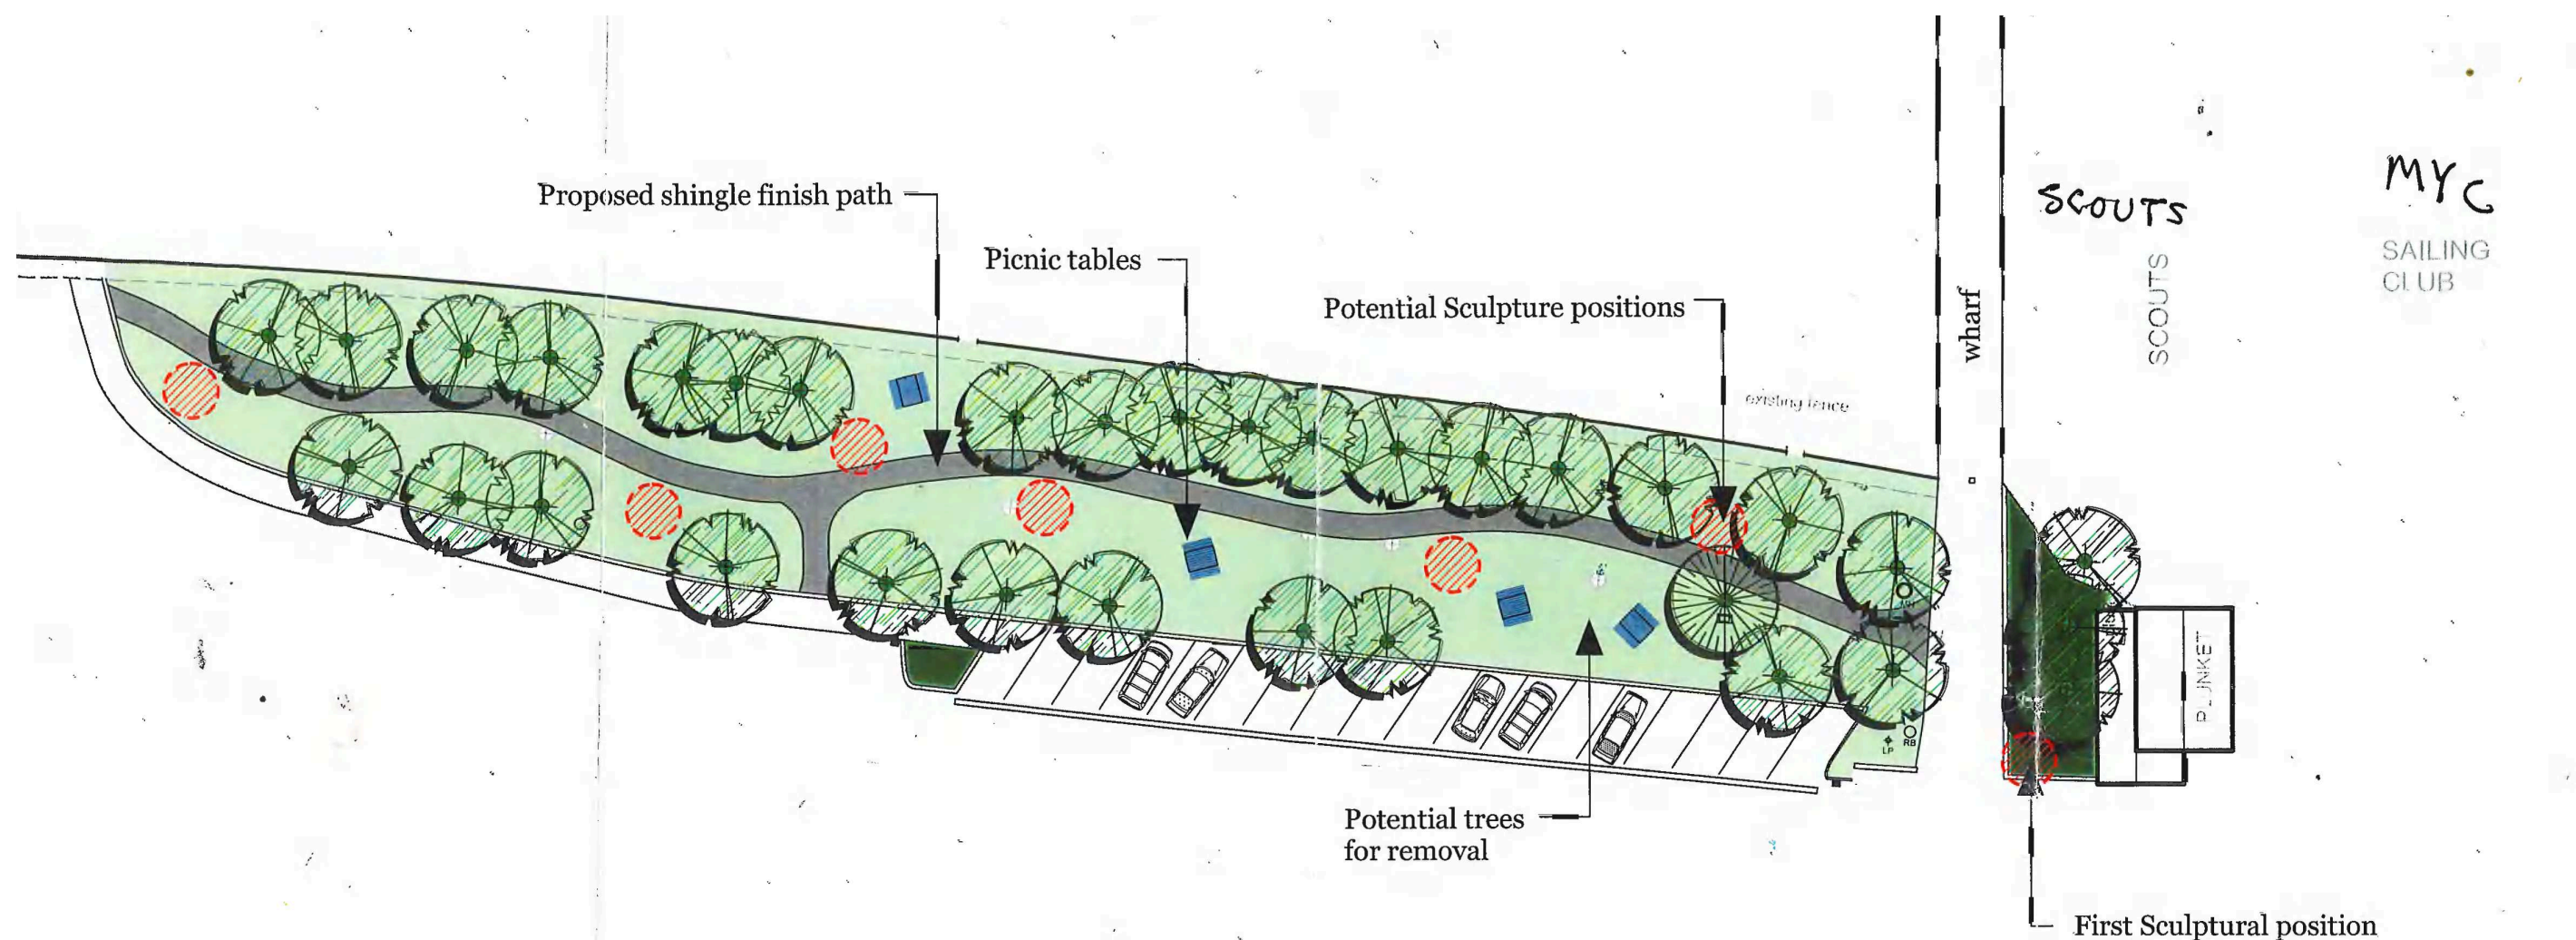 Proposed shingle finish path
Picnic tables
Potential Sculpture positions
existing fence
wharf
SCOUTS
SCOUTS
MYC
SAILING
CLUB
PLUNKET
LP
RB
Potential trees
for removal
First Sculptural position